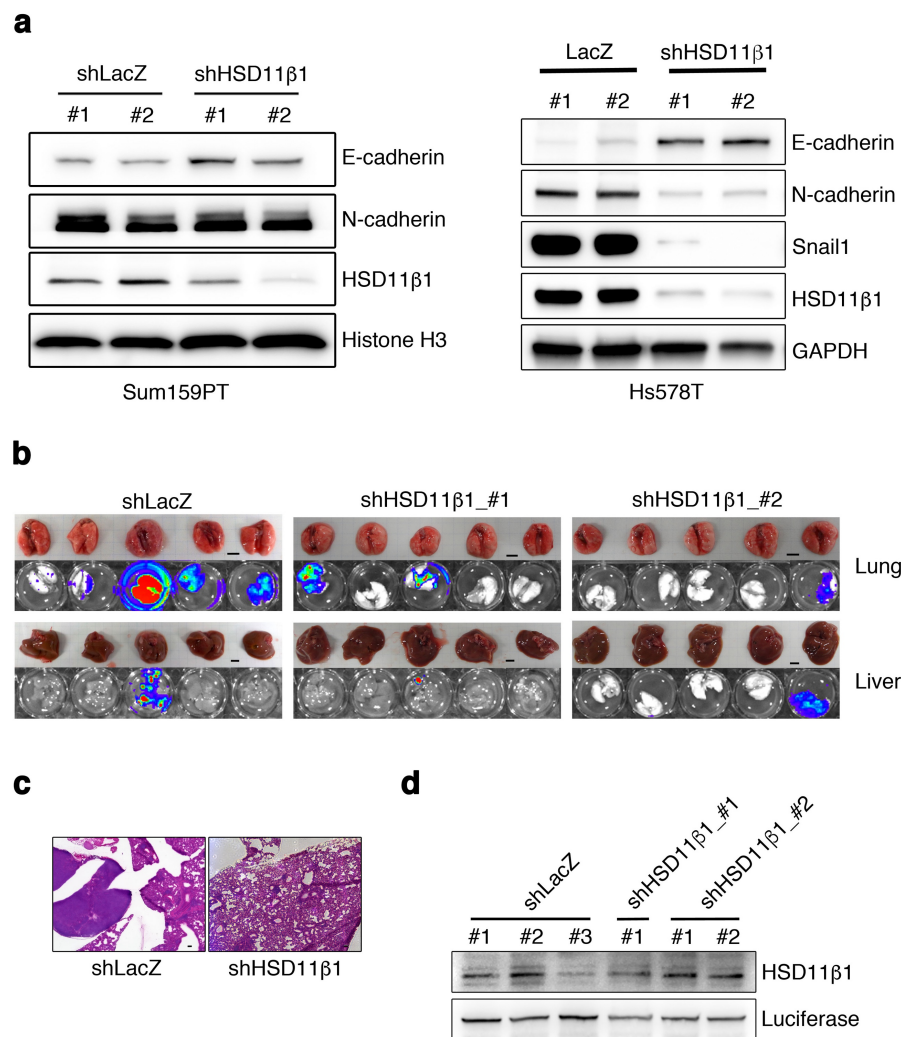 a
shLacZ shHSD11β1
#1 #2 #1 #2
E-cadherin
N-cadherin
HSD11β1
Histone H3
Sum159PT
LacZ shHSD11β1
#1 #2 #1 #2
E-cadherin
N-cadherin
Snail1
HSD11β1
GAPDH
Hs578T
b
shLacZ shHSD11β1_#1 shHSD11β1_#2
Lung
Liver
c
shLacZ shHSD11β1
d
shLacZ shHSD11β1_#1 shHSD11β1_#2
#1 #2 #3 #1 #1 #2
HSD11β1
Luciferase